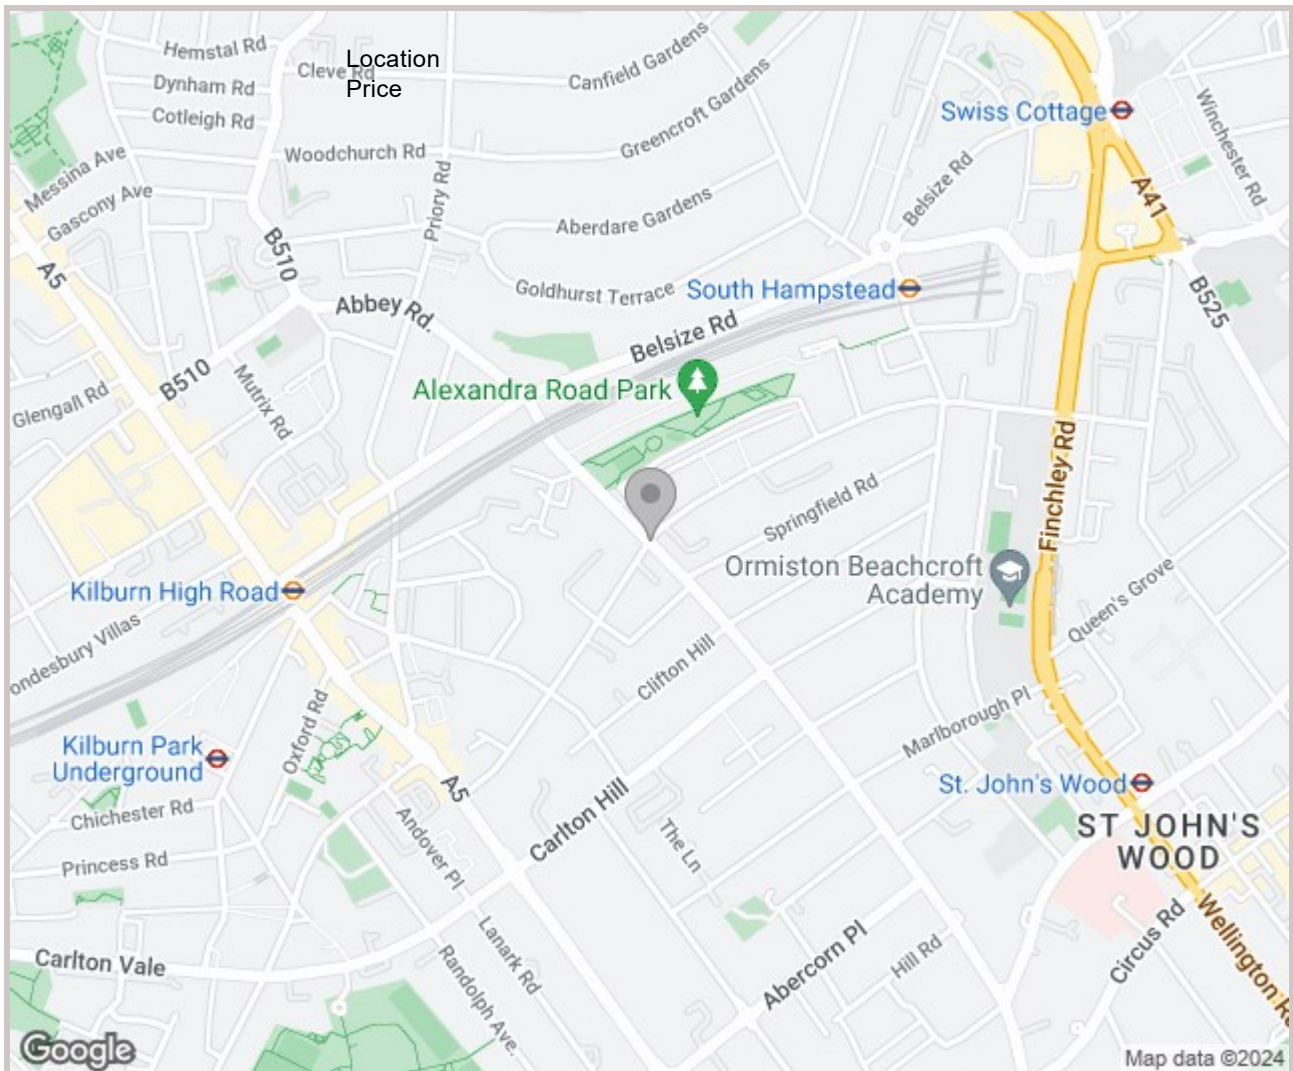 Hemstal Rd
Location
Cleve Rd
Price
Canfield Gardens
Dynham Rd
Cotleigh Rd
Greencroft Gardens
Swiss Cottage
Winchester Rd
Messina Ave
Woodchurch Rd
Gascony Ave
Priory Rd
Belsize Rd
A41
Aberdare Gardens
B510
A5
Goldhurst Terrace
South Hampstead
B525
Abbey Rd.
Belsize Rd
B510
Alexandra Road Park
Glengall Rd
Mutrix Rd
Finchley Rd
Springfield Rd
Ormiston Beachcroft
Academy
Kilburn High Road
Queen's Grove
ondesbury Villas
Clifton Hill
Oxford Rd
Marlborough Pl
Kilburn Park
Underground
A5
St. John's Wood
Chichester Rd
Carlton Hill
ST JOHN'S
WOOD
Andover Pl
The Ln
Princess Rd
Circus Rd
Wellington R
Carlton Vale
Lanark Rd
Abercorn Pl
Hill Rd
Randolph Ave.
Google
Map data ©2024